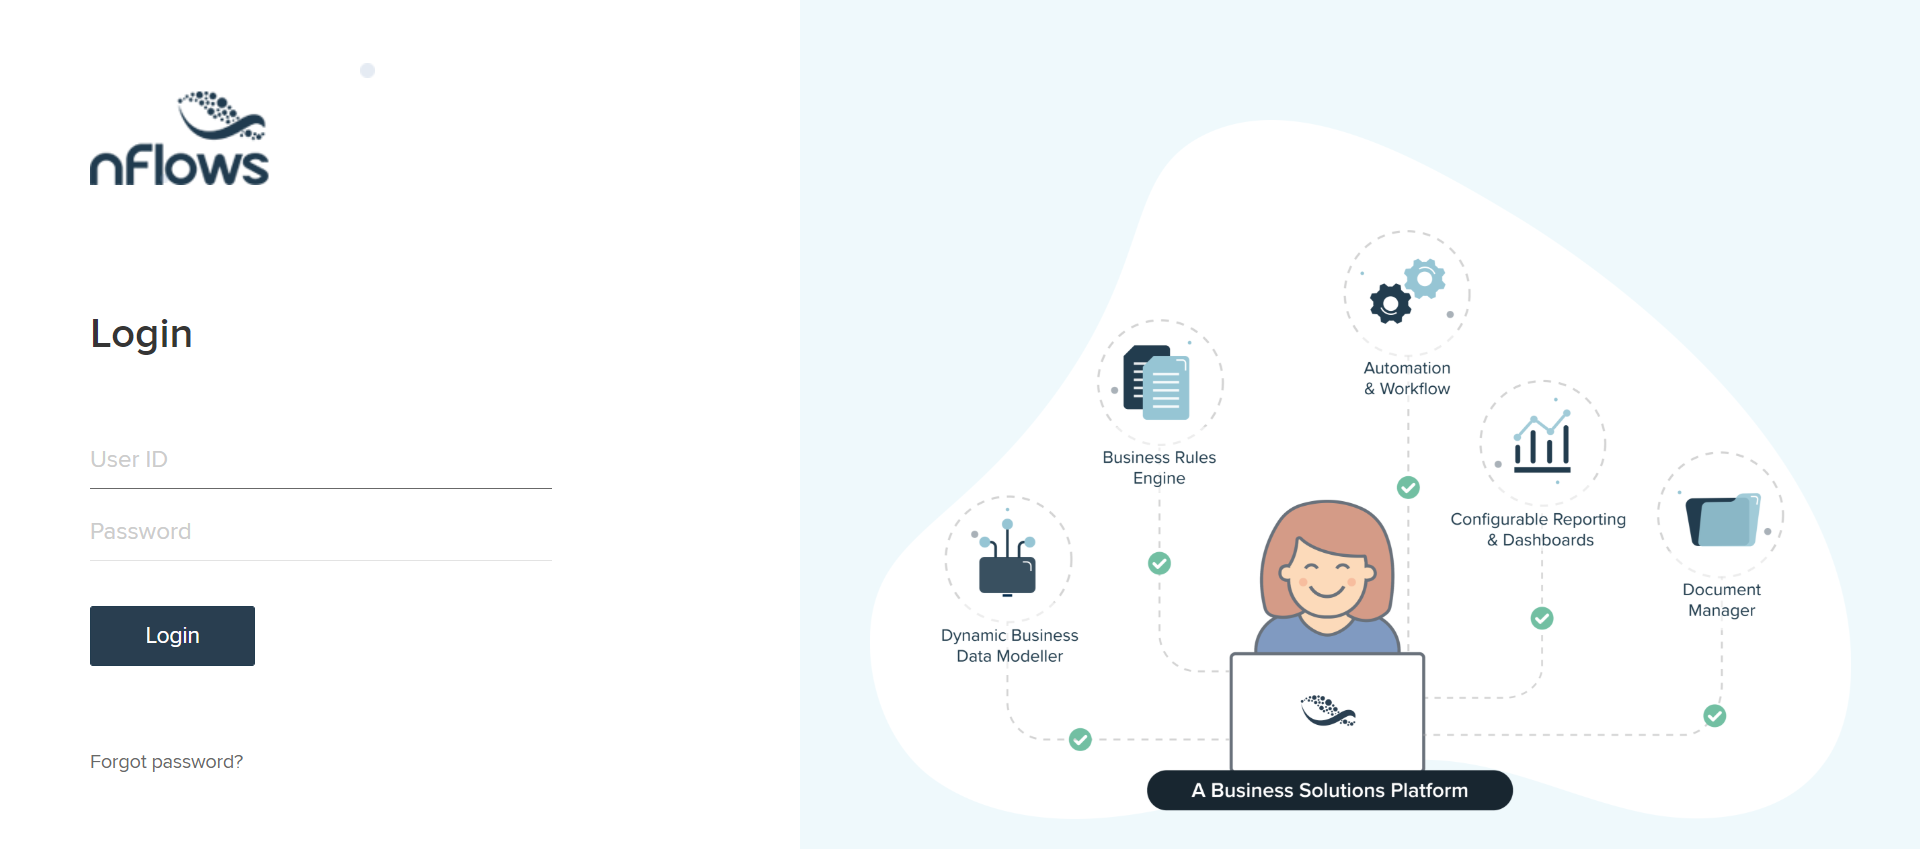 nFlows
Login
User ID
Password
Login
Forgot password?
Automation
& Workflow
Business Rules
Engine
Configurable Reporting
& Dashboards
Document
Manager
Dynamic Business
Data Modeller
A Business Solutions Platform